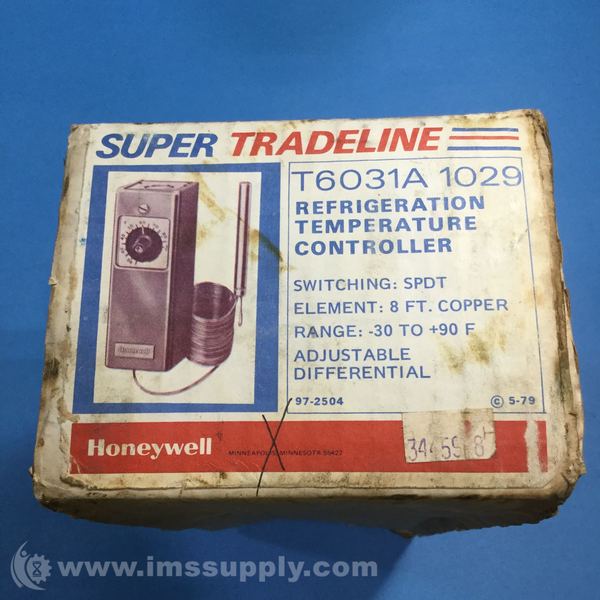 SUPER TRADELINE
T6031A 1029
REFRIGERATION
TEMPERATURE
CONTROLLER
SWITCHING: SPDT
ELEMENT: 8 FT. COPPER
RANGE: -30 TO +90 F
ADJUSTABLE
DIFFERENTIAL
97-2504
© 5-79
Honeywell
Honeywell
MINNEAPOLIS, MINNESOTA 55422
X
www.imssupply.com